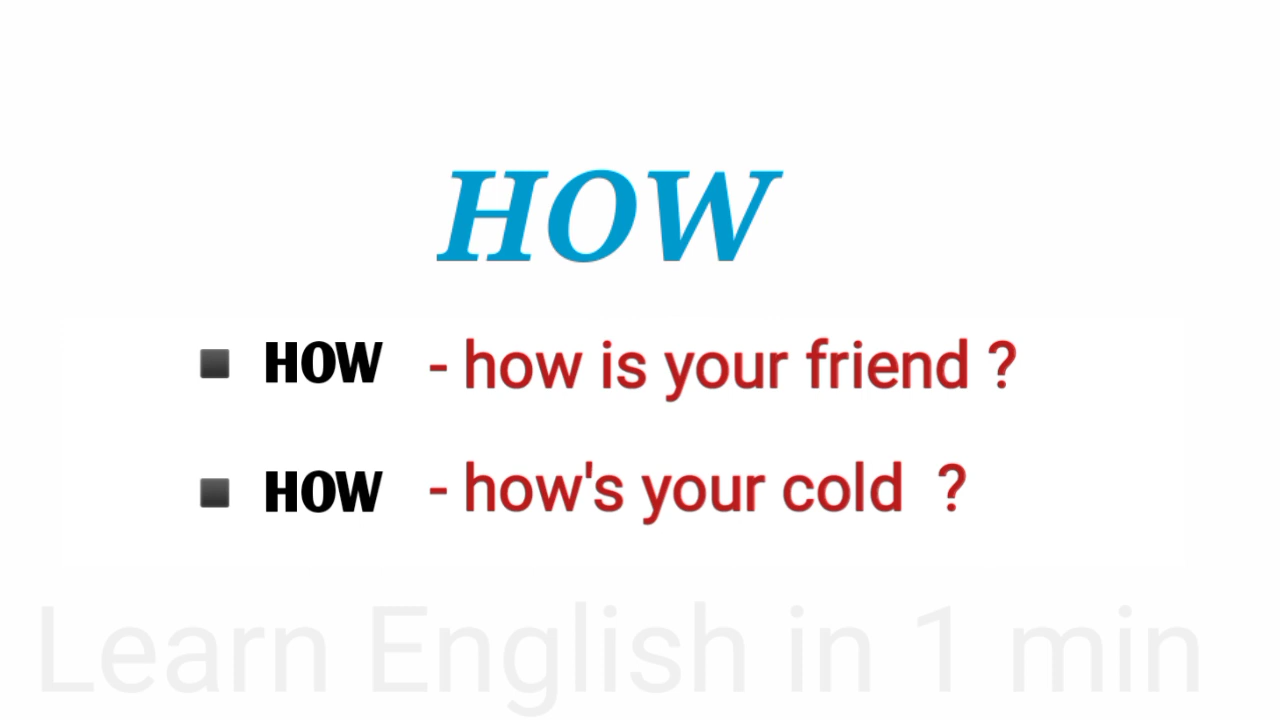 HOW
▪ HOW - how is your friend ?
▪ HOW - how's your cold ?
Learn English in 1 min